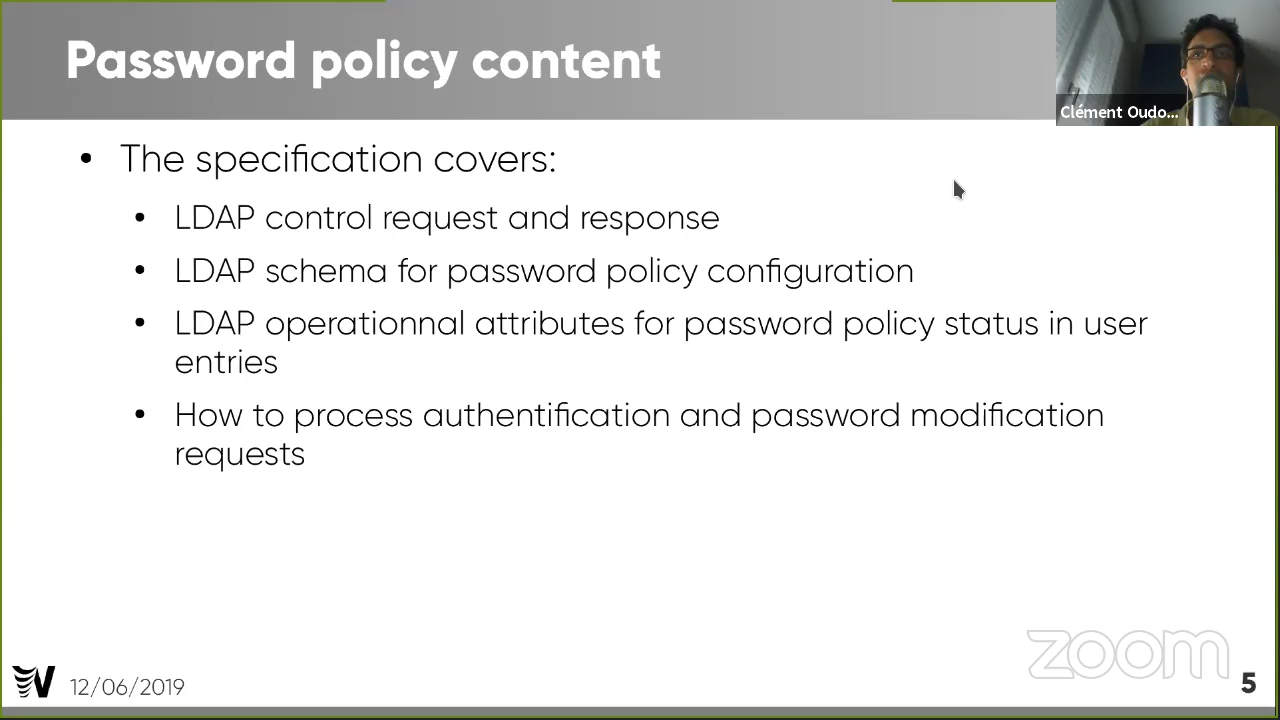 Password policy content
Clément Oudo...
• The specification covers:
• LDAP control request and response
• LDAP schema for password policy configuration
• LDAP operationnal attributes for password policy status in user
entries
• How to process authentification and password modification
requests
zoom
12/06/2019
5